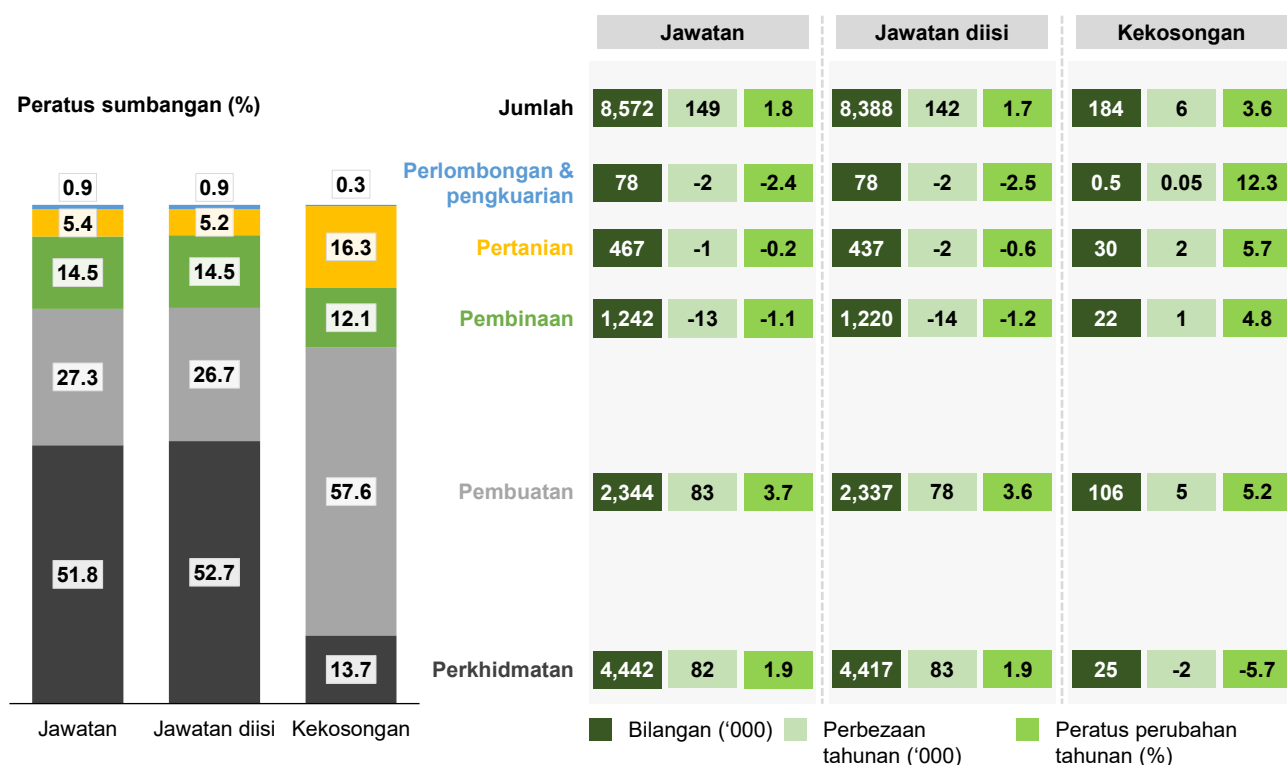 Jawatan
Jawatan diisi
Kekosongan
Peratus sumbangan (%)
Jumlah
8,572 149 1.8 8,388 142 1.7 184 6 3.6
0.9 0.9 0.3
Perlombongan &
pengkuarian
78 -2 -2.4 78 -2 -2.5 0.5 0.05 12.3
5.4 5.2 16.3
Pertanian
467 -1 -0.2 437 -2 -0.6 30 2 5.7
14.5 14.5 12.1
Pembinaan
1,242 -13 -1.1 1,220 -14 -1.2 22 1 4.8
27.3 26.7 57.6
Pembuatan
2,344 83 3.7 2,337 78 3.6 106 5 5.2
51.8 52.7 13.7
Perkhidmatan
4,442 82 1.9 4,417 83 1.9 25 -2 -5.7
Jawatan Jawatan diisi Kekosongan
Bilangan (‘000)
Perbezaan
tahunan (‘000)
Peratus perubahan
tahunan (%)